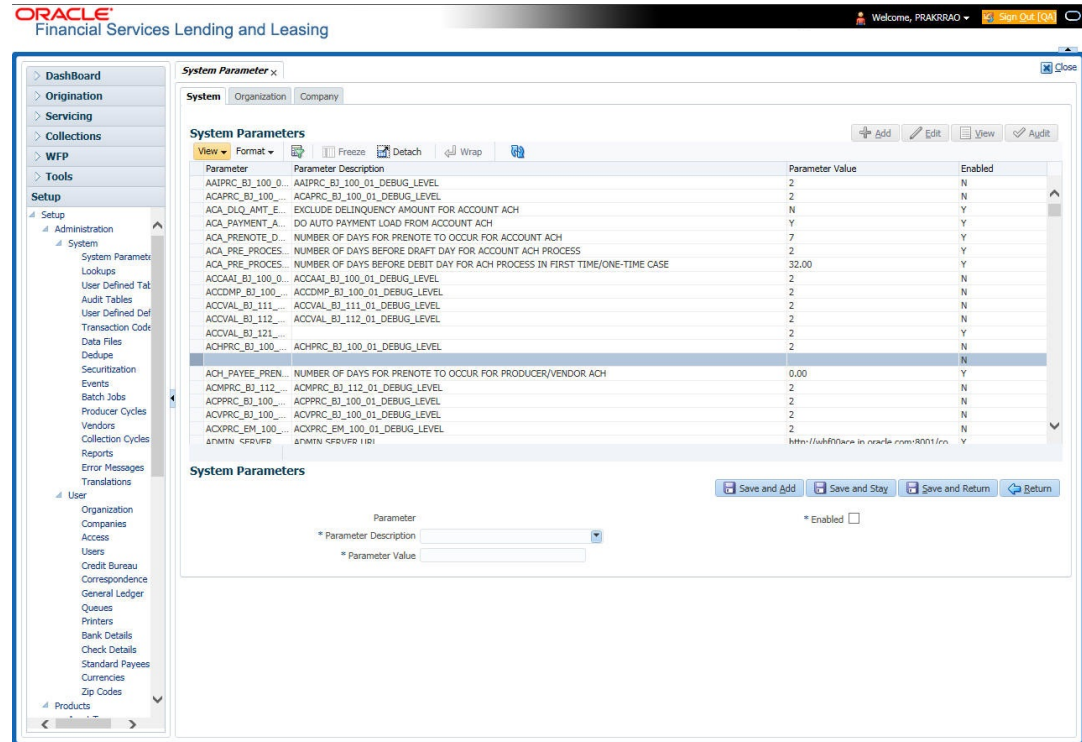 ORACLE
Financial Services Lending and Leasing
Welcome, PRAKRRAO
Sign Out [QA]
DashBoard
Origination
Servicing
Collections
WFP
Tools
Setup
Setup
Administration
System
System Paramete
Lookups
User Defined Tab
Audit Tables
User Defined Def
Transaction Code
Data Files
Dedupe
Securitization
Events
Batch Jobs
Producer Cycles
Vendors
Collection Cycles
Reports
Error Messages
Translations
User
Organization
Companies
Access
Users
Credit Bureau
Correspondence
General Ledger
Queues
Printers
Bank Details
Check Details
Standard Payees
Currencies
Zip Codes
Products
System Parameter x
Close
System Organization Company
System Parameters
Add Edit View Audit
View Format Freeze Detach Wrap
Parameter Parameter Description Parameter Value Enabled
AAIPRC_BJ_100_0... AAIPRC_BJ_100_01_DEBUG_LEVEL 2 N
ACAPRC_BJ_100_... ACAPRC_BJ_100_01_DEBUG_LEVEL 2 N
ACA_DLQ_AMT_E... EXCLUDE DELINQUENCY AMOUNT FOR ACCOUNT ACH N Y
ACA_PAYMENT_A... DO AUTO PAYMENT LOAD FROM ACCOUNT ACH Y Y
ACA_PRENOTE_D... NUMBER OF DAYS FOR PRENOTE TO OCCUR FOR ACCOUNT ACH 7 Y
ACA_PRE_PROCES... NUMBER OF DAYS BEFORE DRAFT DAY FOR ACCOUNT ACH PROCESS 2 Y
ACA_PRE_PROCES... NUMBER OF DAYS BEFORE DEBIT DAY FOR ACH PROCESS IN FIRST TIME/ONE-TIME CASE 32.00 Y
ACCAAI_BJ_100_0... ACCAAI_BJ_100_01_DEBUG_LEVEL 2 N
ACCDMP_BJ_100_... ACCDMP_BJ_100_01_DEBUG_LEVEL 2 N
ACCVAL_BJ_111_... ACCVAL_BJ_111_01_DEBUG_LEVEL 2 N
ACCVAL_BJ_112_... ACCVAL_BJ_112_01_DEBUG_LEVEL 2 N
ACCVAL_BJ_121_... 2 Y
ACHPRC_BJ_100_... ACHPRC_BJ_100_01_DEBUG_LEVEL 2 N
N
ACH_PAYEE_PREN... NUMBER OF DAYS FOR PRENOTE TO OCCUR FOR PRODUCER/VENDOR ACH 0.00 Y
ACMPRC_BJ_112_... ACMPRC_BJ_112_01_DEBUG_LEVEL 2 N
ACPPRC_BJ_100_... ACPPRC_BJ_100_01_DEBUG_LEVEL 2 N
ACVPRC_BJ_100_... ACVPRC_BJ_100_01_DEBUG_LEVEL 2 N
ACXPRC_EM_100_... ACXPRC_EM_100_01_DEBUG_LEVEL 2 N
ADMIN_SERVER ADMIN SERVER URL Y
System Parameters
Save and Add Save and Stay Save and Return Return
Parameter
* Parameter Description
* Parameter Value
* Enabled